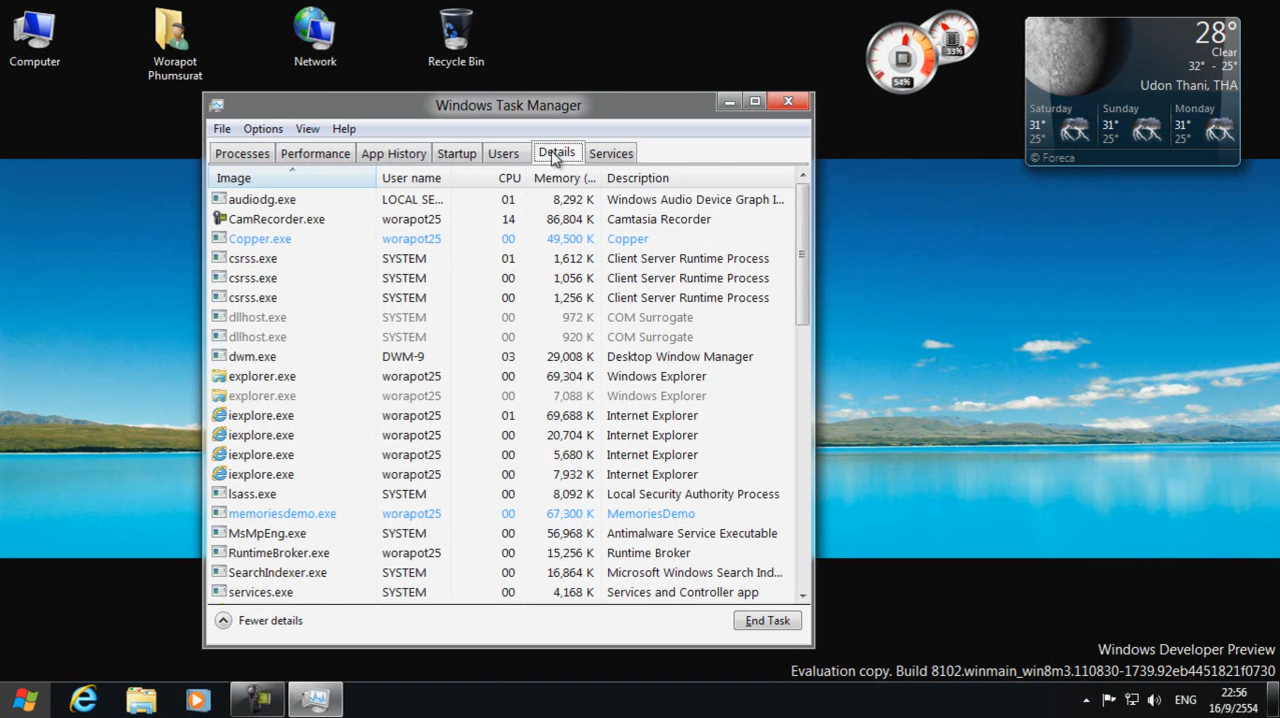 Computer
Worapot
Phumsurat
Network
Recycle Bin
54%
33%
28°
Clear
32° - 25°
Udon Thani, THA
Saturday Sunday Monday
31° 31° 31°
25° 25° 25°
© Foreca
Windows Task Manager
File Options View Help
Processes Performance App History Startup Users Details Services
Image User name CPU Memory (... Description
audiodg.exe LOCAL SE... 01 8,292 K Windows Audio Device Graph I...
CamRecorder.exe worapot25 14 86,804 K Camtasia Recorder
Copper.exe worapot25 00 49,500 K Copper
csrss.exe SYSTEM 01 1,612 K Client Server Runtime Process
csrss.exe SYSTEM 00 1,056 K Client Server Runtime Process
csrss.exe SYSTEM 00 1,256 K Client Server Runtime Process
dllhost.exe SYSTEM 00 972 K COM Surrogate
dllhost.exe SYSTEM 00 920 K COM Surrogate
dwm.exe DWM-9 03 29,008 K Desktop Window Manager
explorer.exe worapot25 00 69,304 K Windows Explorer
explorer.exe worapot25 00 7,088 K Windows Explorer
iexplore.exe worapot25 01 69,688 K Internet Explorer
iexplore.exe worapot25 00 20,704 K Internet Explorer
iexplore.exe worapot25 00 5,680 K Internet Explorer
iexplore.exe worapot25 00 7,932 K Internet Explorer
lsass.exe SYSTEM 00 8,092 K Local Security Authority Process
memoriesdemo.exe worapot25 00 67,300 K MemoriesDemo
MsMpEng.exe SYSTEM 00 56,968 K Antimalware Service Executable
RuntimeBroker.exe worapot25 00 15,256 K Runtime Broker
SearchIndexer.exe SYSTEM 00 16,864 K Microsoft Windows Search Ind...
services.exe SYSTEM 00 4,168 K Services and Controller app
Fewer details
End Task
Windows Developer Preview
Evaluation copy. Build 8102.winmain_win8m3.110830-1739.92eb4451821f0730
ENG
22:56
16/9/2554